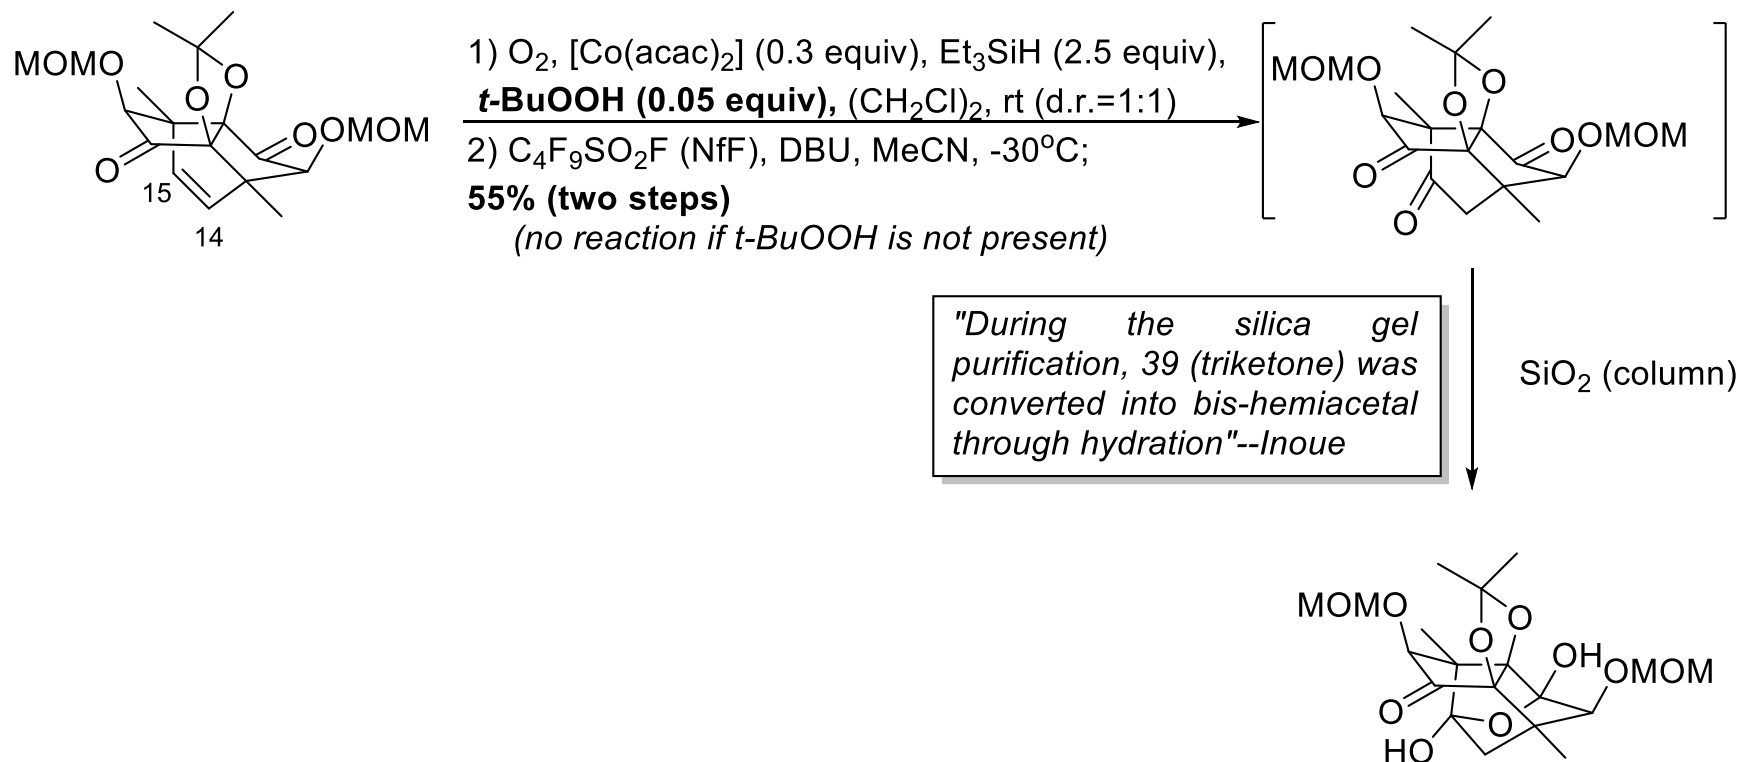 MOMO
O
O
O
OMOM
O
15
14
1) O2, [Co(acac)2] (0.3 equiv), Et3SiH (2.5 equiv),
t-BuOOH (0.05 equiv), (CH2Cl)2, rt (d.r.=1:1)
2) C4F9SO2F (NfF), DBU, MeCN, -30oC;
55% (two steps)
(no reaction if t-BuOOH is not present)
MOMO
O
O
O
OMOM
O
O
"During the silica gel
purification, 39 (triketone) was
converted into bis-hemiacetal
through hydration"--Inoue
SiO2 (column)
MOMO
O
O
OH
OMOM
O
O
HO